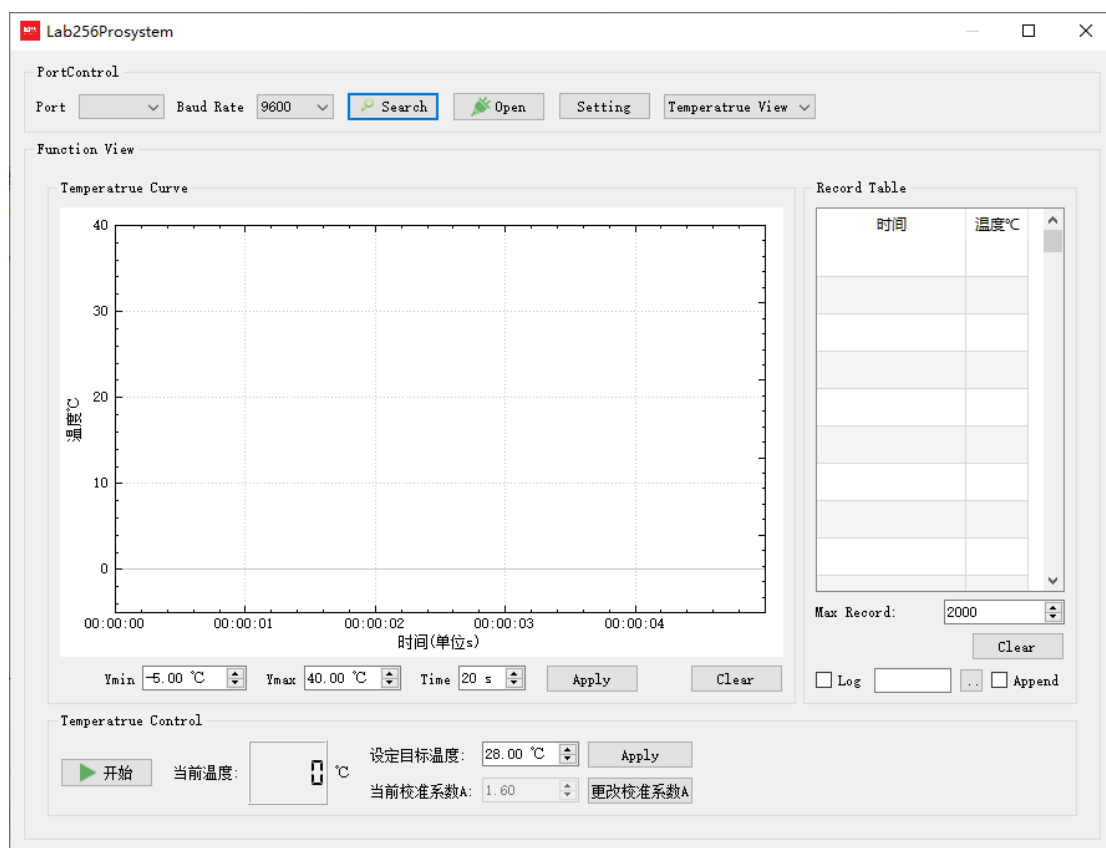 Lab256Prosystem
PortControl
Port Baud Rate 9600 Search Open Setting Temperatrue View
Function View
Temperatrue Curve
40
30
20
10
0
温度℃
00:00:00 00:00:01 00:00:02 00:00:03 00:00:04
时间(单位s)
Ymin -5.00 ℃ Ymax 40.00 ℃ Time 20 s Apply Clear
Record Table
时间 温度℃
Max Record: 2000
Clear
Log .. Append
Temperatrue Control
开始 当前温度: 0 ℃
设定目标温度: 28.00 ℃ Apply
当前校准系数A: 1.60 更改校准系数A